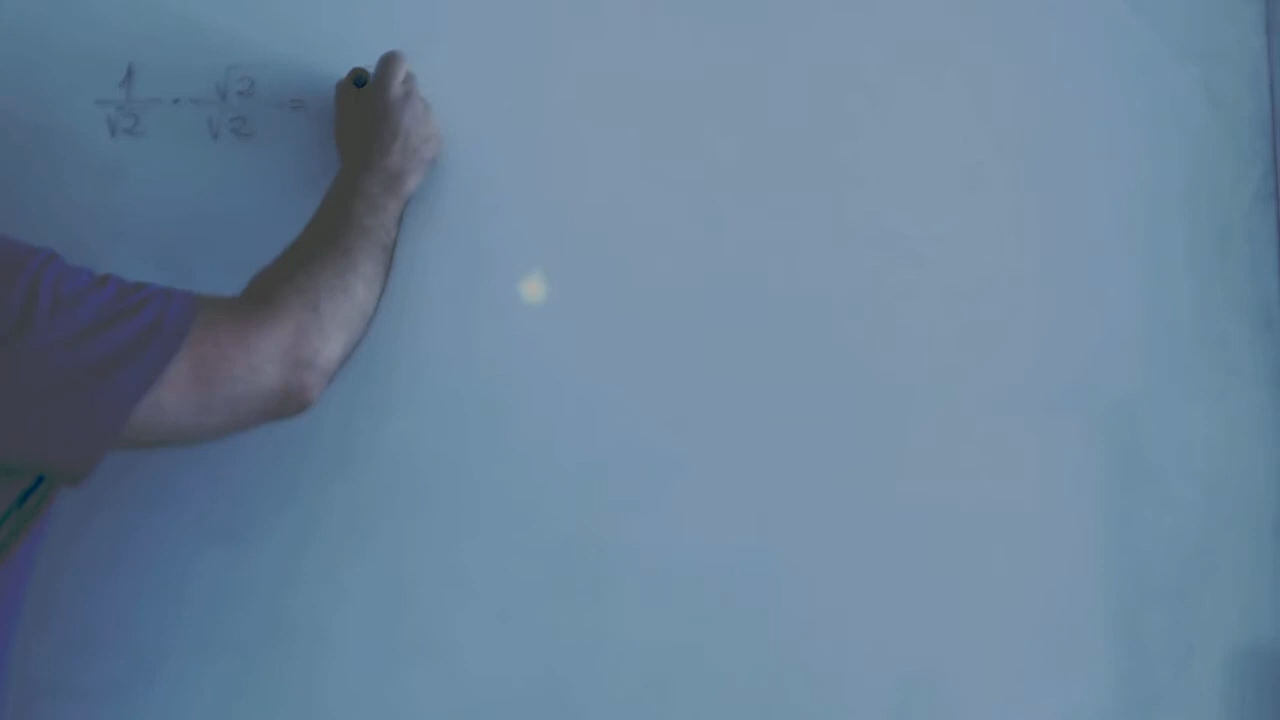 1/√2 · √2/√2 =